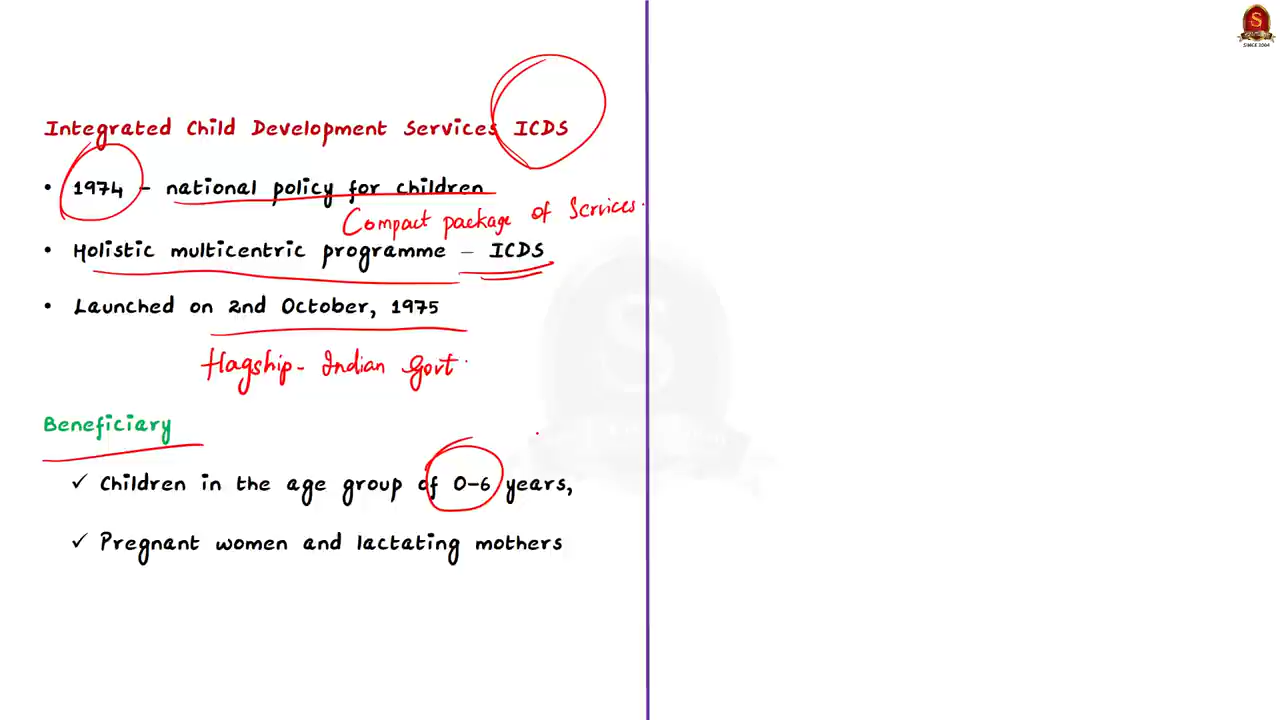 Integrated Child Development Services ICDS
• 1974 - national policy for children
Compact package of Services.
• Holistic multicentric programme - ICDS
• Launched on 2nd October, 1975
flagship - Indian Govt.
Beneficiary
✓ Children in the age group of 0-6 years,
✓ Pregnant women and lactating mothers
S
SINCE 2004